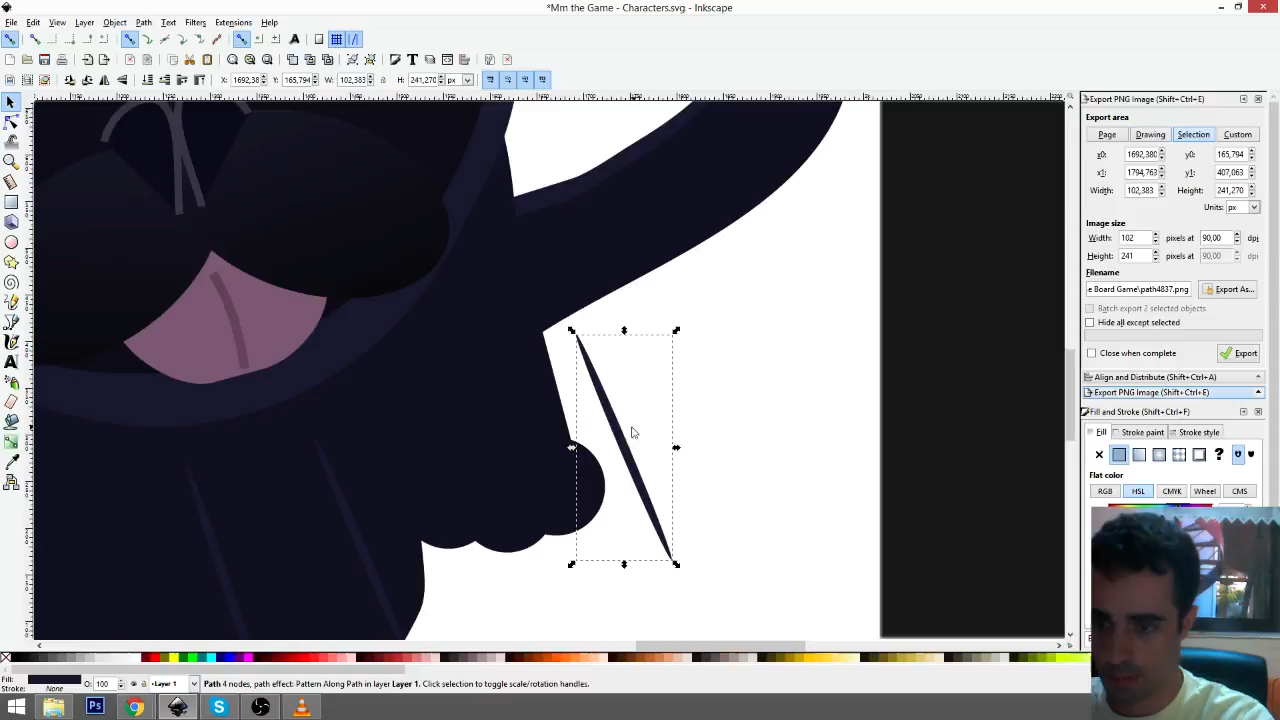 *Mm the Game - Characters.svg - Inkscape
File Edit View Layer Object Path Text Filters Extensions Help
X: 1692,38 Y: 165,794 W: 102,383 H: 241,270 px
Export PNG Image (Shift+Ctrl+E)
Export area
Page Drawing Selection Custom
x0: 1692,380 y0: 165,794
x1: 1794,763 y1: 407,063
Width: 102,383 Height: 241,270
Units: px
Image size
Width: 102 pixels at 90,00 dpi
Height: 241 pixels at 90,00
Filename
e Board Game\path4837.png Export As...
Batch export 2 selected objects
Hide all except selected
Close when complete Export
Align and Distribute (Shift+Ctrl+A)
Export PNG Image (Shift+Ctrl+E)
Fill and Stroke (Shift+Ctrl+F)
Fill Stroke paint Stroke style
Flat color
RGB HSL CMYK Wheel CMS
Fill:
Stroke: None
O: 100 Layer 1 Path 4 nodes, path effect: Pattern Along Path in layer Layer 1. Click selection to toggle scale/rotation handles.